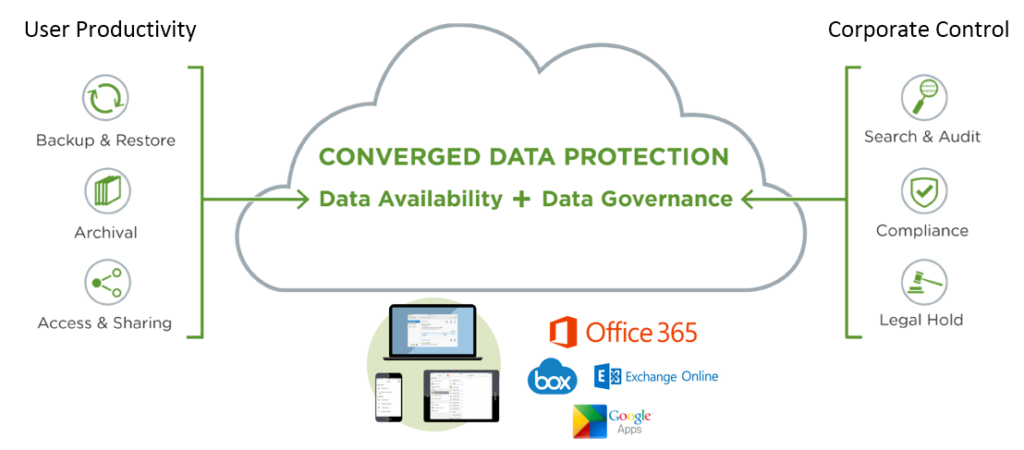 User Productivity
Corporate Control
Backup & Restore
Archival
Access & Sharing
CONVERGED DATA PROTECTION
Data Availability + Data Governance
Search & Audit
Compliance
Legal Hold
Office 365
box
Exchange Online
Google
Apps